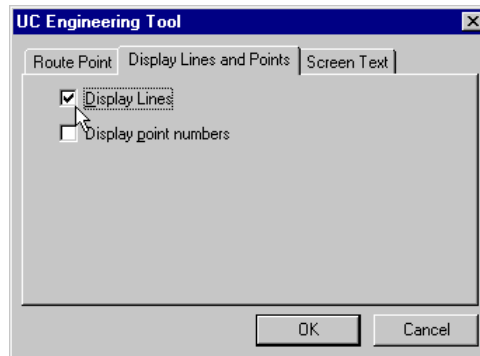 UC Engineering Tool
Route Point Display Lines and Points Screen Text
Display Lines
Display point numbers
OK Cancel